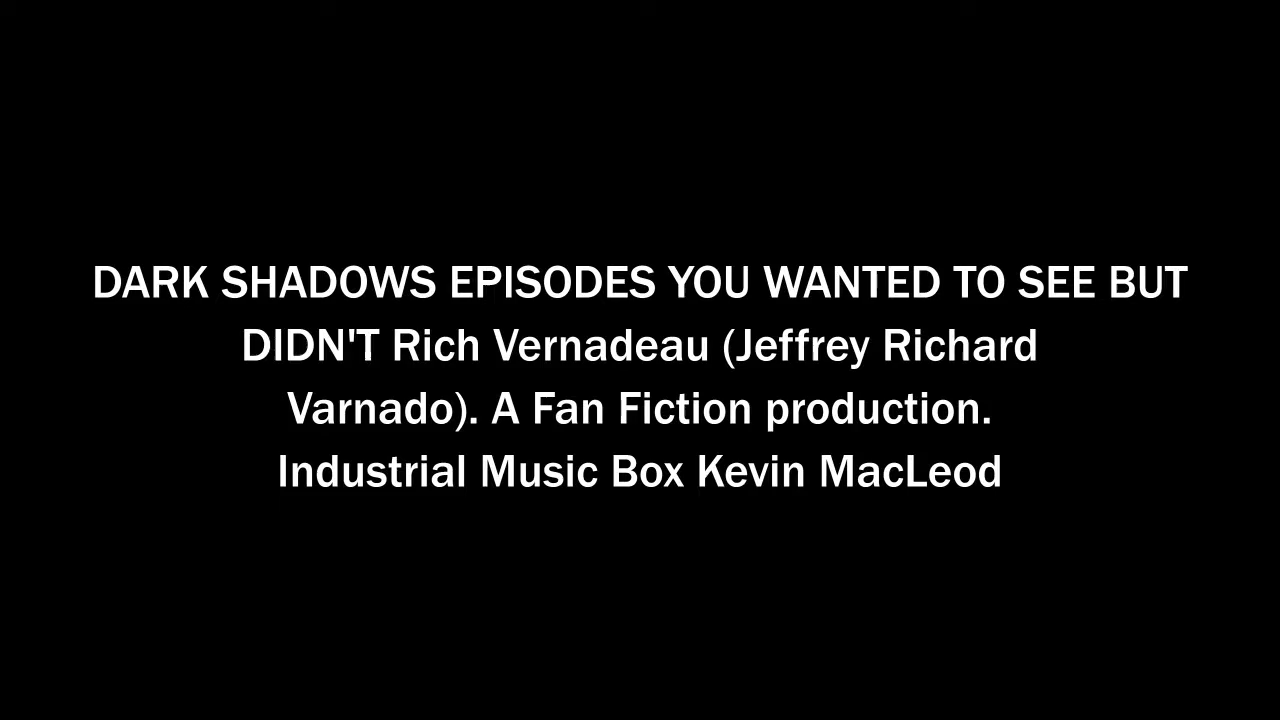 DARK SHADOWS EPISODES YOU WANTED TO SEE BUT
DIDN'T Rich Vernadeau (Jeffrey Richard
Varnado). A Fan Fiction production.
Industrial Music Box Kevin MacLeod